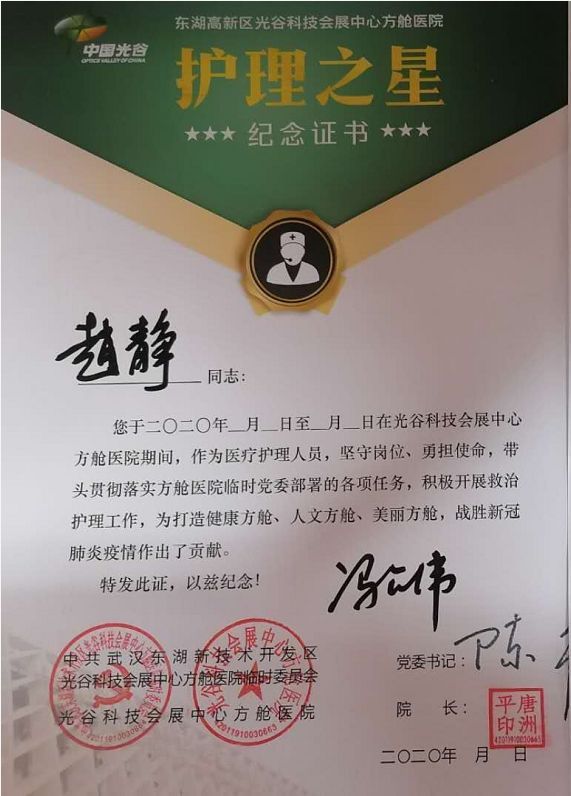 中国光谷
OPTICS VALLEY OF CHINA
东湖高新区光谷科技会展中心方舱医院
护理之星
纪念证书
赵静 同志：
您于二〇二〇年__月__日至__月__日在光谷科技会展中心
方舱医院期间，作为医疗护理人员，坚守岗位、勇担使命，带
头贯彻落实方舱医院临时党委部署的各项任务，积极开展救治
护理工作，为打造健康方舱、人文方舱、美丽方舱，战胜新冠
肺炎疫情作出了贡献。
特发此证，以兹纪念！
中共武汉东湖新技术开发区
光谷科技会展中心方舱医院临时委员会
光谷科技会展中心方舱医院
党委书记： 陈
院 长：
唐洲
平印
42011910030663
二〇二〇年 月 日